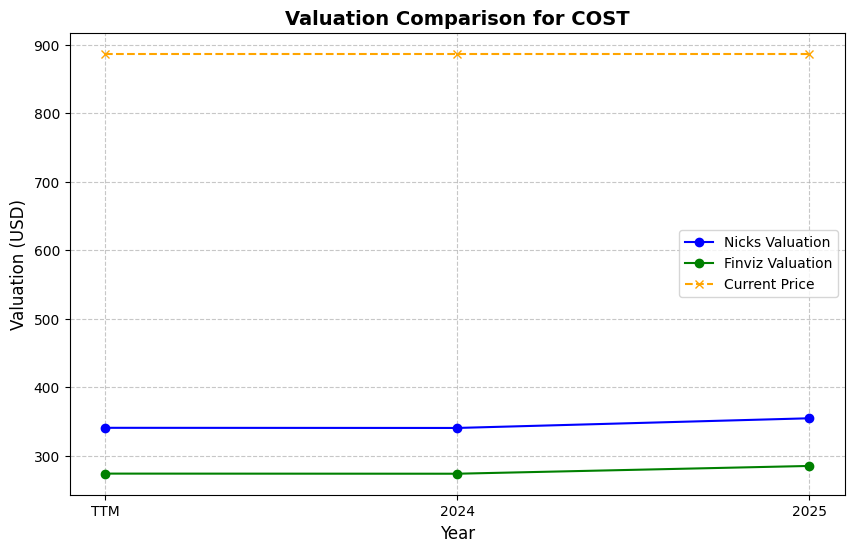 Valuation Comparison for COST
Valuation (USD)
900
800
700
600
500
400
300
Nicks Valuation
Finviz Valuation
Current Price
TTM 2024 2025
Year